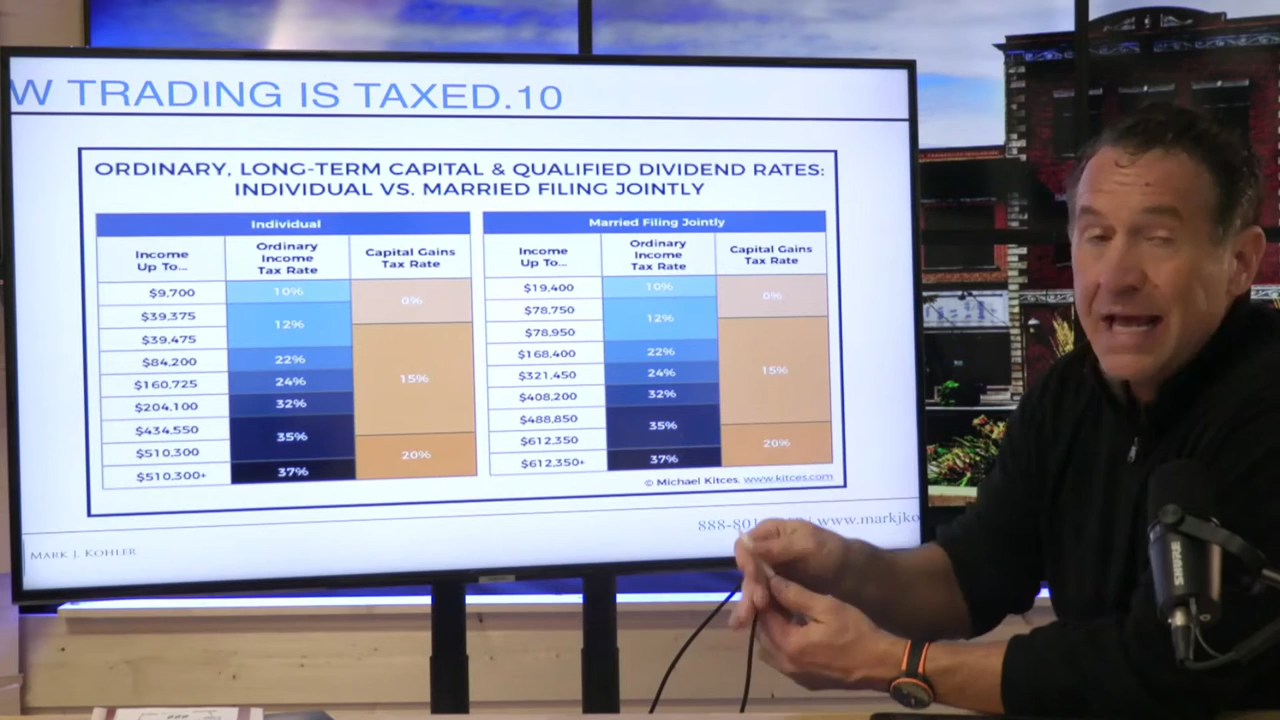 W TRADING IS TAXED.10
ORDINARY, LONG-TERM CAPITAL & QUALIFIED DIVIDEND RATES:
INDIVIDUAL VS. MARRIED FILING JOINTLY
Individual
Income Up To... Ordinary Income Tax Rate Capital Gains Tax Rate
$9,700 10% 0%
$39,375 12%
$39,475
$84,200 22% 15%
$160,725 24%
$204,100 32%
$434,550 35%
$510,300 20%
$510,300+ 37%
Married Filing Jointly
Income Up To... Ordinary Income Tax Rate Capital Gains Tax Rate
$19,400 10% 0%
$78,750 12%
$78,950
$168,400 22% 15%
$321,450 24%
$408,200 32%
$488,850 35%
$612,350 20%
$612,350+ 37%
© Michael Kitces, www.kitces.com
888-801 www.markjko
MARK J. KOHLER
SHURE